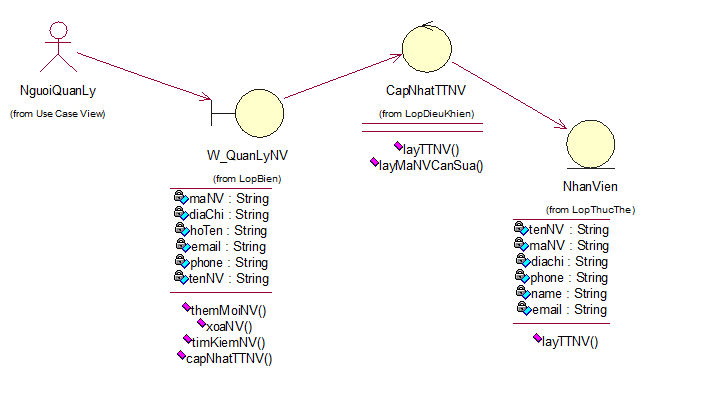 NguoiQuanLy
(from Use Case View)
W_QuanLyNV
(from LopBien)
maNV : String
diaChi : String
hoTen : String
email : String
phone : String
tenNV : String
themMoiNV()
xoaNV()
timKiemNV()
capNhatTTNV()
CapNhatTTNV
(from LopDieuKhien)
layTTNV()
layMaNVCanSua()
NhanVien
(from LopThucThe)
tenNV : String
maNV : String
diachi : String
phone : String
name : String
email : String
layTTNV()